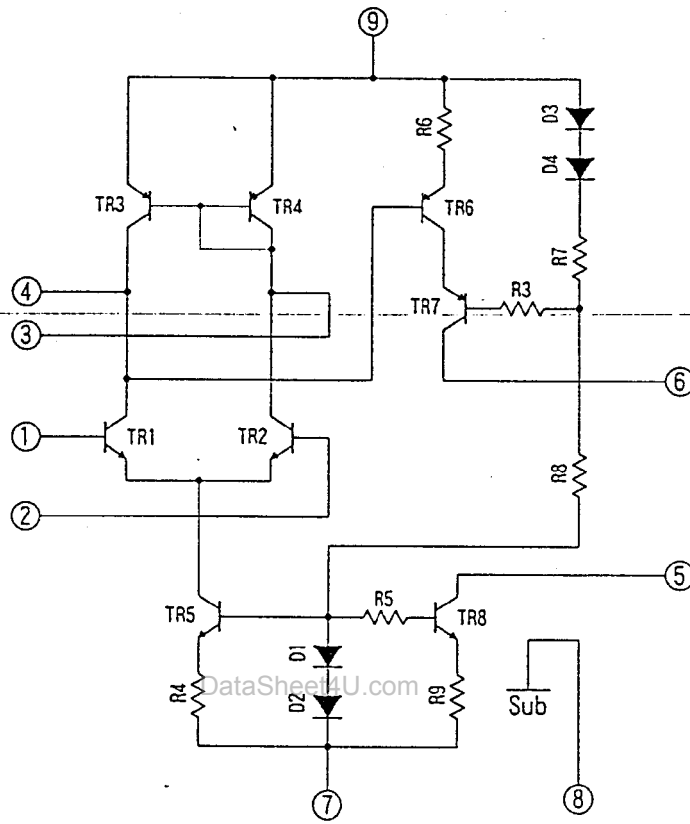 9
R6
D3
D4
TR3
TR4
TR6
R7
4
TR7
R3
3
6
1
TR1
TR2
R8
2
5
TR5
R5
TR8
D1
R4
DataSheet4U.com
D2
R9
Sub
7
8